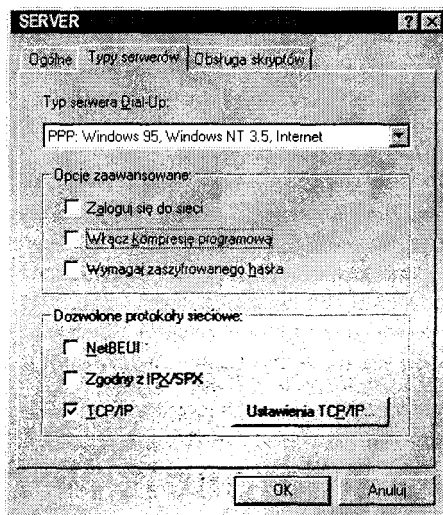 SERVER
Ogólne Typy serwerów Obsługa skryptów
Typ serwera Dial-Up:
PPP: Windows 95, Windows NT 3.5, Internet
Opcje zaawansowane:
Zaloguj się do sieci
Włącz kompresję programową
Wymagaj zaszyfrowanego hasła
Dozwolone protokoły sieciowe:
NetBEUI
Zgodny z IPX/SPX
TCP/IP Ustawienia TCP/IP...
OK Anuluj